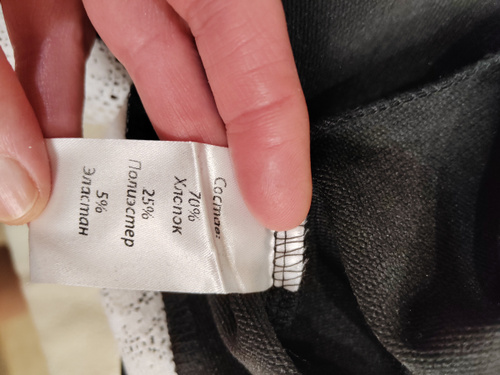 Состав:
70%
Хлопок
25%
Полиэстер
5%
Эластан